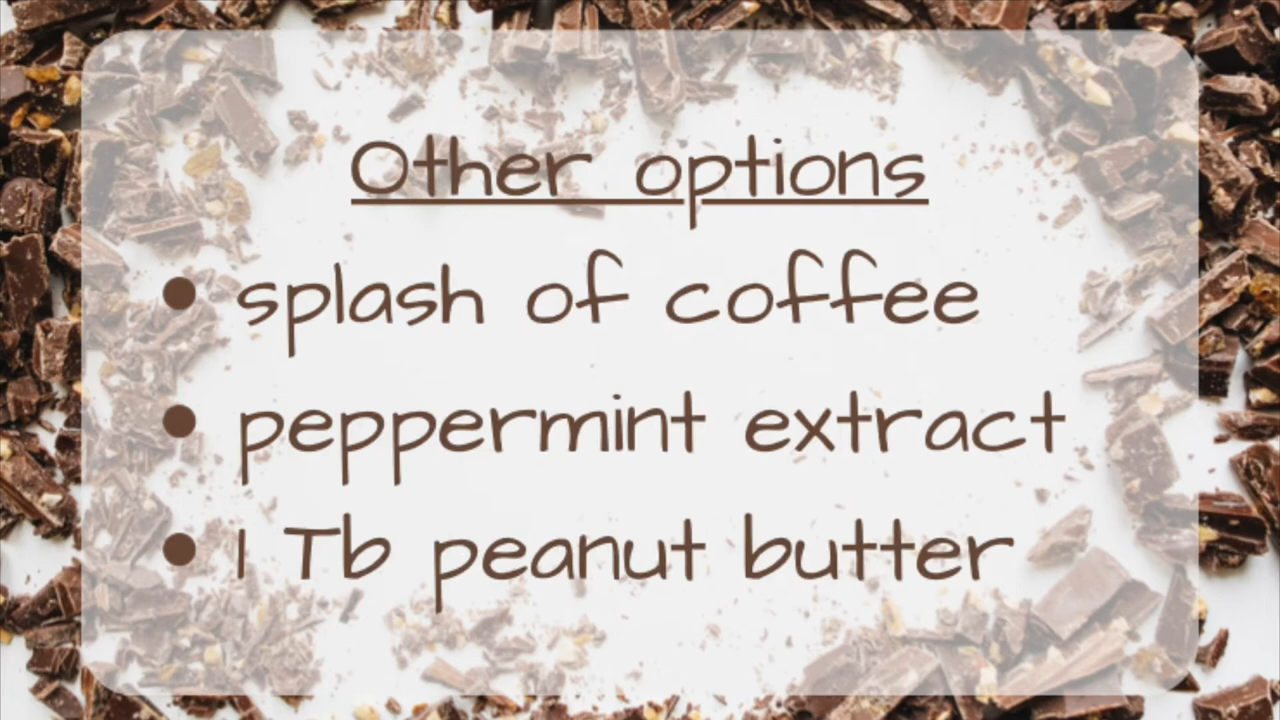 Other options
• splash of coffee
• peppermint extract
• 1 Tb peanut butter